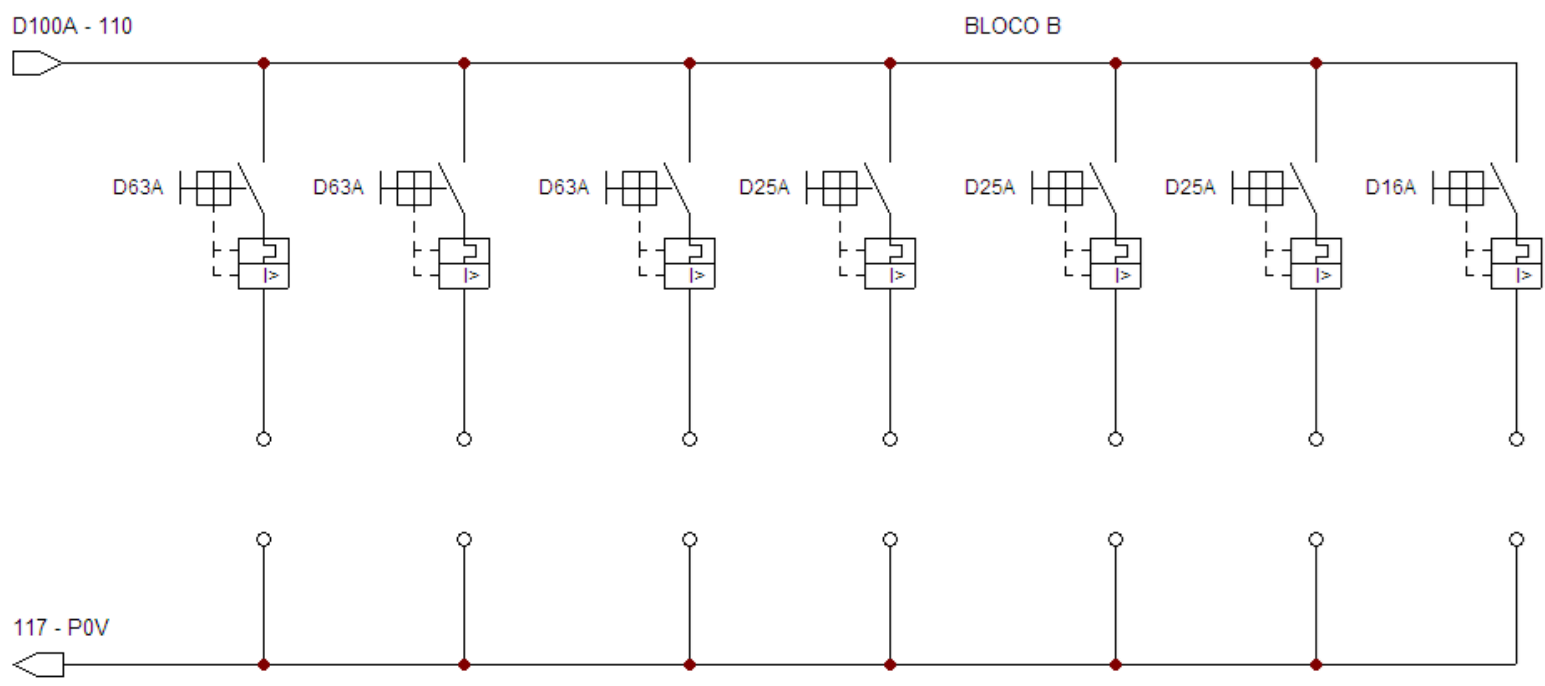 D100A - 110
BLOCO B
D63A
D63A
D63A
D25A
D25A
D25A
D16A
I>
I>
I>
I>
I>
I>
I>
117 - P0V